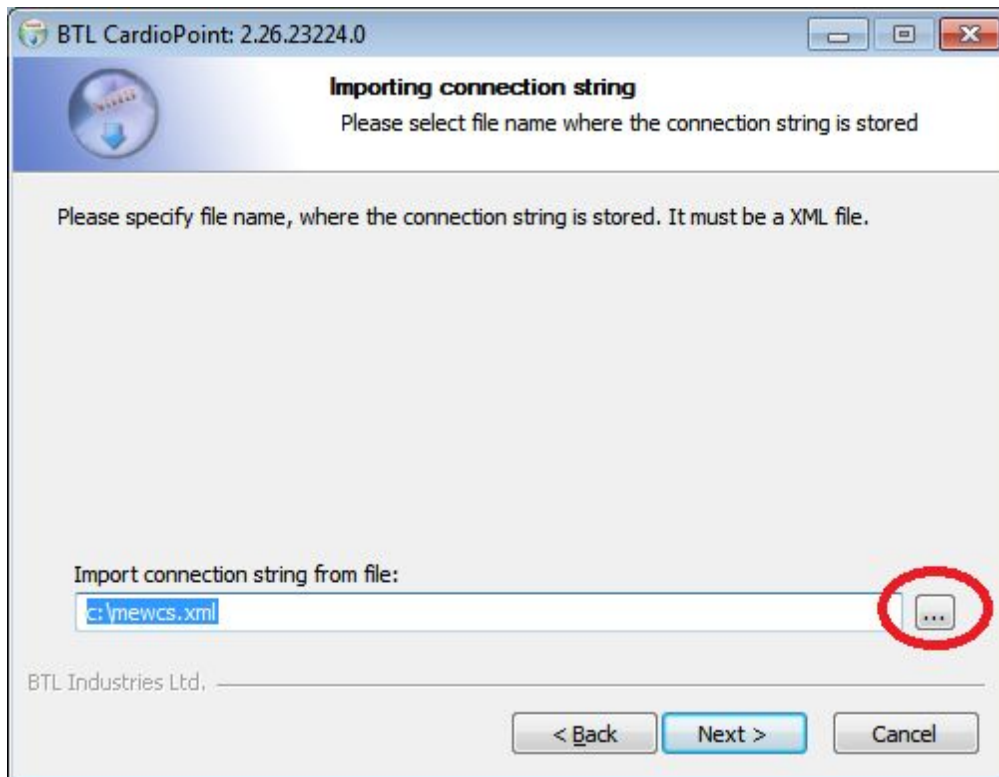 BTL CardioPoint: 2.26.23224.0
Importing connection string
Please select file name where the connection string is stored
Please specify file name, where the connection string is stored. It must be a XML file.
Import connection string from file:
c:\mewcs.xml
...
BTL Industries Ltd.
< Back
Next >
Cancel